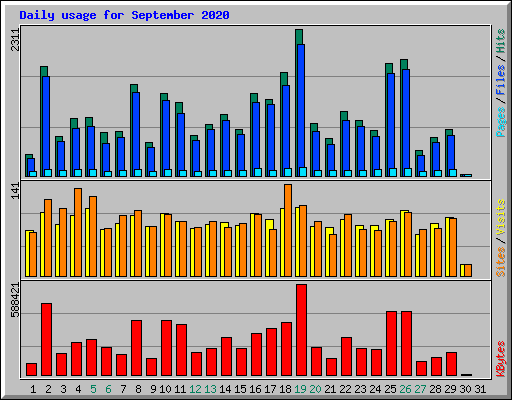 Daily usage for September 2020
2311
Pages / Files / Hits
141
Sites / Visits
588421
KBytes
1 2 3 4 5 6 7 8 9 10 11 12 13 14 15 16 17 18 19 20 21 22 23 24 25 26 27 28 29 30 31